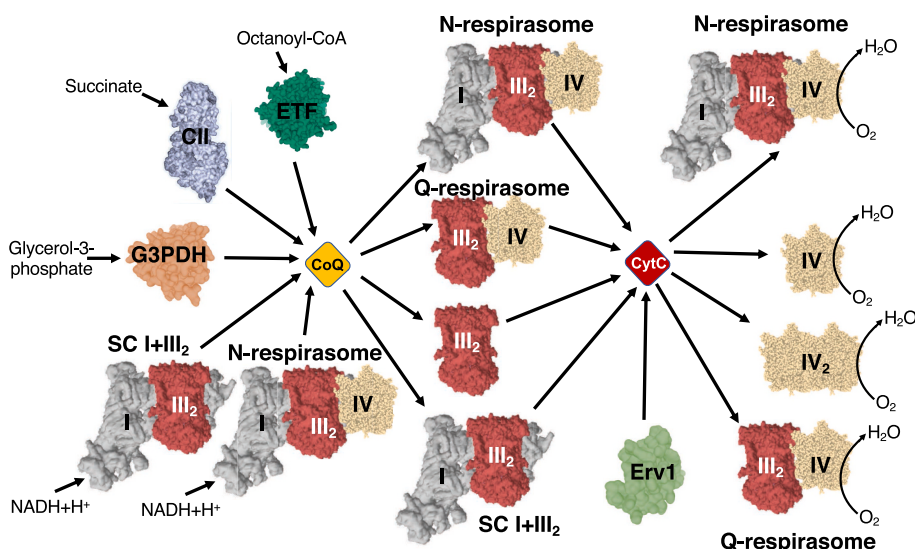 Octanoyl-CoA
N-respirasome
N-respirasome
H₂O
Succinate
ETF
I
III₂
IV
I
III₂
IV
CII
O₂
Q-respirasome
Glycerol-3-
phosphate
G3PDH
CoQ
III₂
IV
CytC
H₂O
IV
O₂
SC I+III₂
N-respirasome
III₂
H₂O
IV₂
O₂
I
III₂
I
III₂
IV
I
III₂
Erv1
III₂
IV
H₂O
NADH+H⁺
NADH+H⁺
SC I+III₂
O₂
Q-respirasome